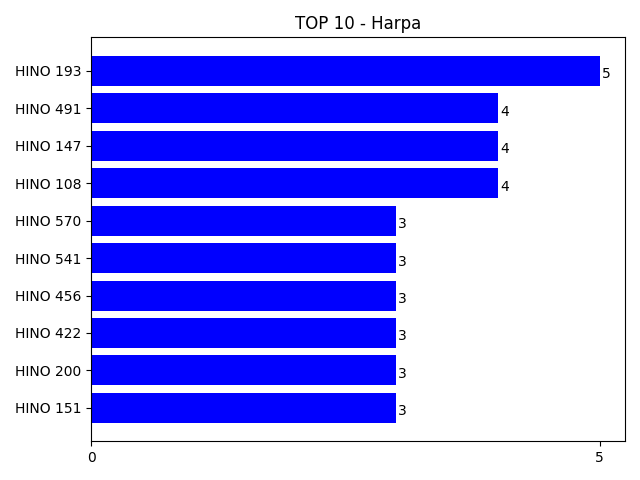 TOP 10 - Harpa
HINO 193 5
HINO 491 4
HINO 147 4
HINO 108 4
HINO 570 3
HINO 541 3
HINO 456 3
HINO 422 3
HINO 200 3
HINO 151 3
0 5